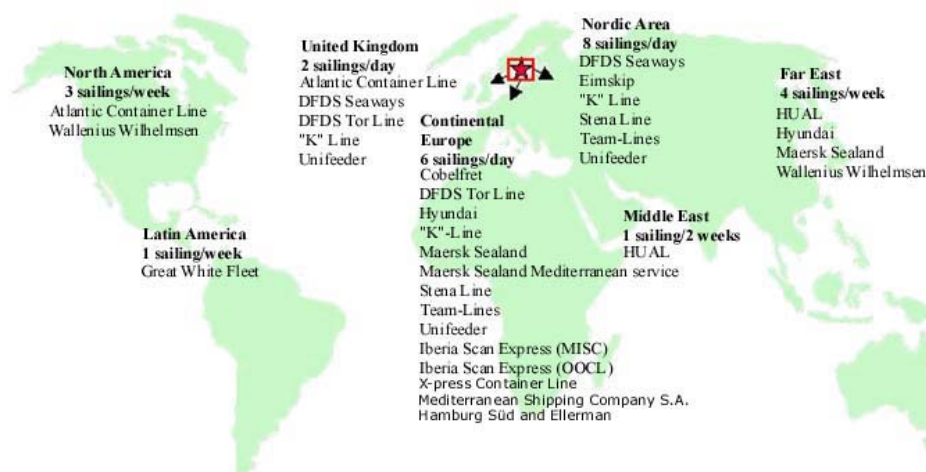 North America
3 sailings/week
Atlantic Container Line
Wallenius Wilhelmsen
Latin America
1 sailing/week
Great White Fleet
United Kingdom
2 sailings/day
Atlantic Container Line
DFDS Seaways
DFDS Tor Line
"K" Line
Unifeeder
Continental
Europe
6 sailings/day
Cobelfret
DFDS Tor Line
Hyundai
"K"-Line
Maersk Sealand
Maersk Sealand Mediterranean service
Stena Line
Team-Lines
Unifeeder
Iberia Scan Express (MISC)
Iberia Scan Express (OOCL)
X-press Container Line
Mediterranean Shipping Company S.A.
Hamburg Süd and Ellerman
Nordic Area
8 sailings/day
DFDS Seaways
Eimskip
"K" Line
Stena Line
Team-Lines
Unifeeder
Middle East
1 sailing/2 weeks
HUAL
Far East
4 sailings/week
HUAL
Hyundai
Maersk Sealand
Wallenius Wilhelmsen